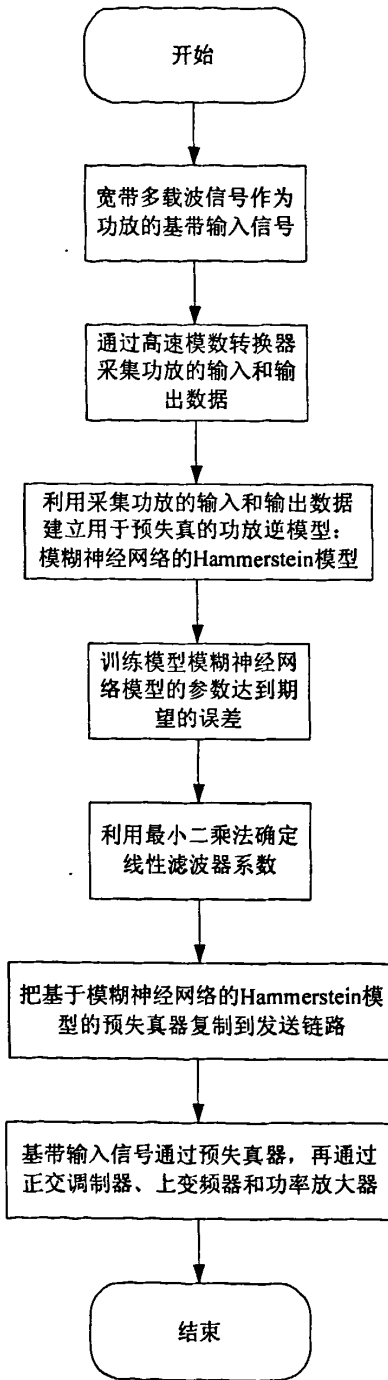 开始
宽带多载波信号作为
功放的基带输入信号
通过高速模数转换器
采集功放的输入和输
出数据
利用采集功放的输入和输出数据
建立用于预失真的功放逆模型：
模糊神经网络的Hammerstein模型
训练模型模糊神经网
络模型的参数达到期
望的误差
利用最小二乘法确定
线性滤波器系数
把基于模糊神经网络的Hammerstein模
型的预失真器复制到发送链路
基带输入信号通过预失真器，再通过
正交调制器、上变频器和功率放大器
结束